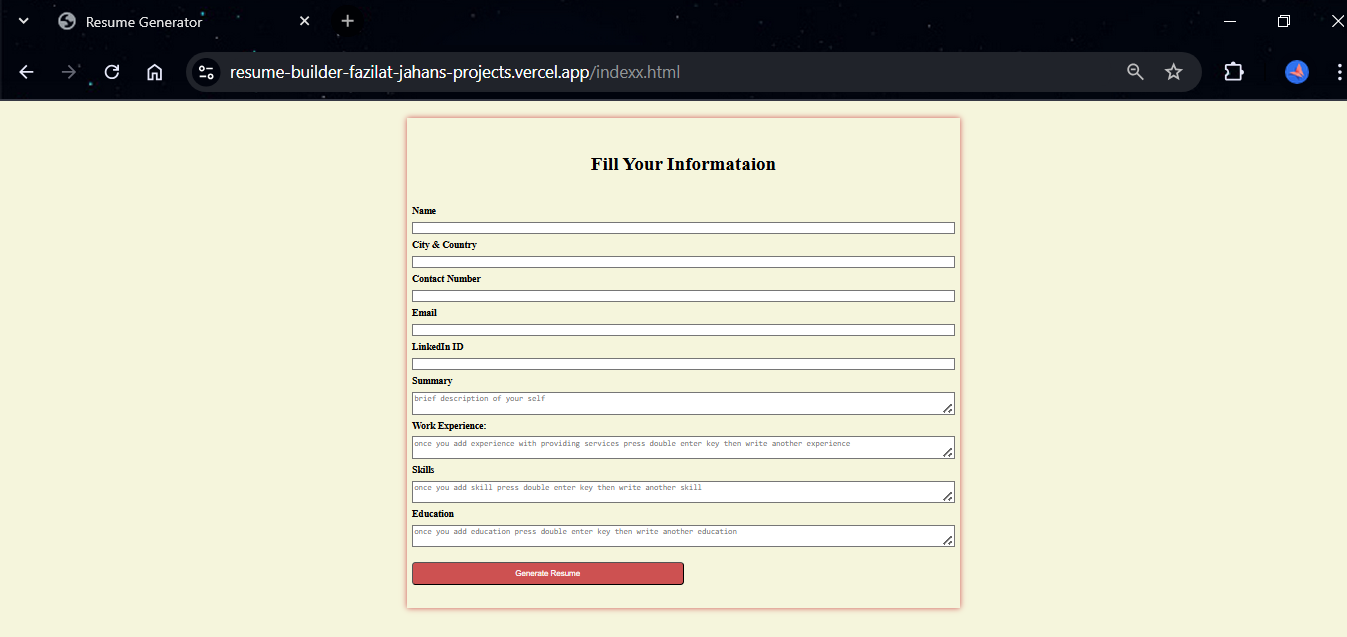 Resume Generator
resume-builder-fazilat-jahans-projects.vercel.app/indexx.html
Fill Your Informataion
Name
City & Country
Contact Number
Email
LinkedIn ID
Summary
brief description of your self
Work Experience:
once you add experience with providing services press double enter key then write another experience
Skills
once you add skill press double enter key then write another skill
Education
once you add education press double enter key then write another education
Generate Resume